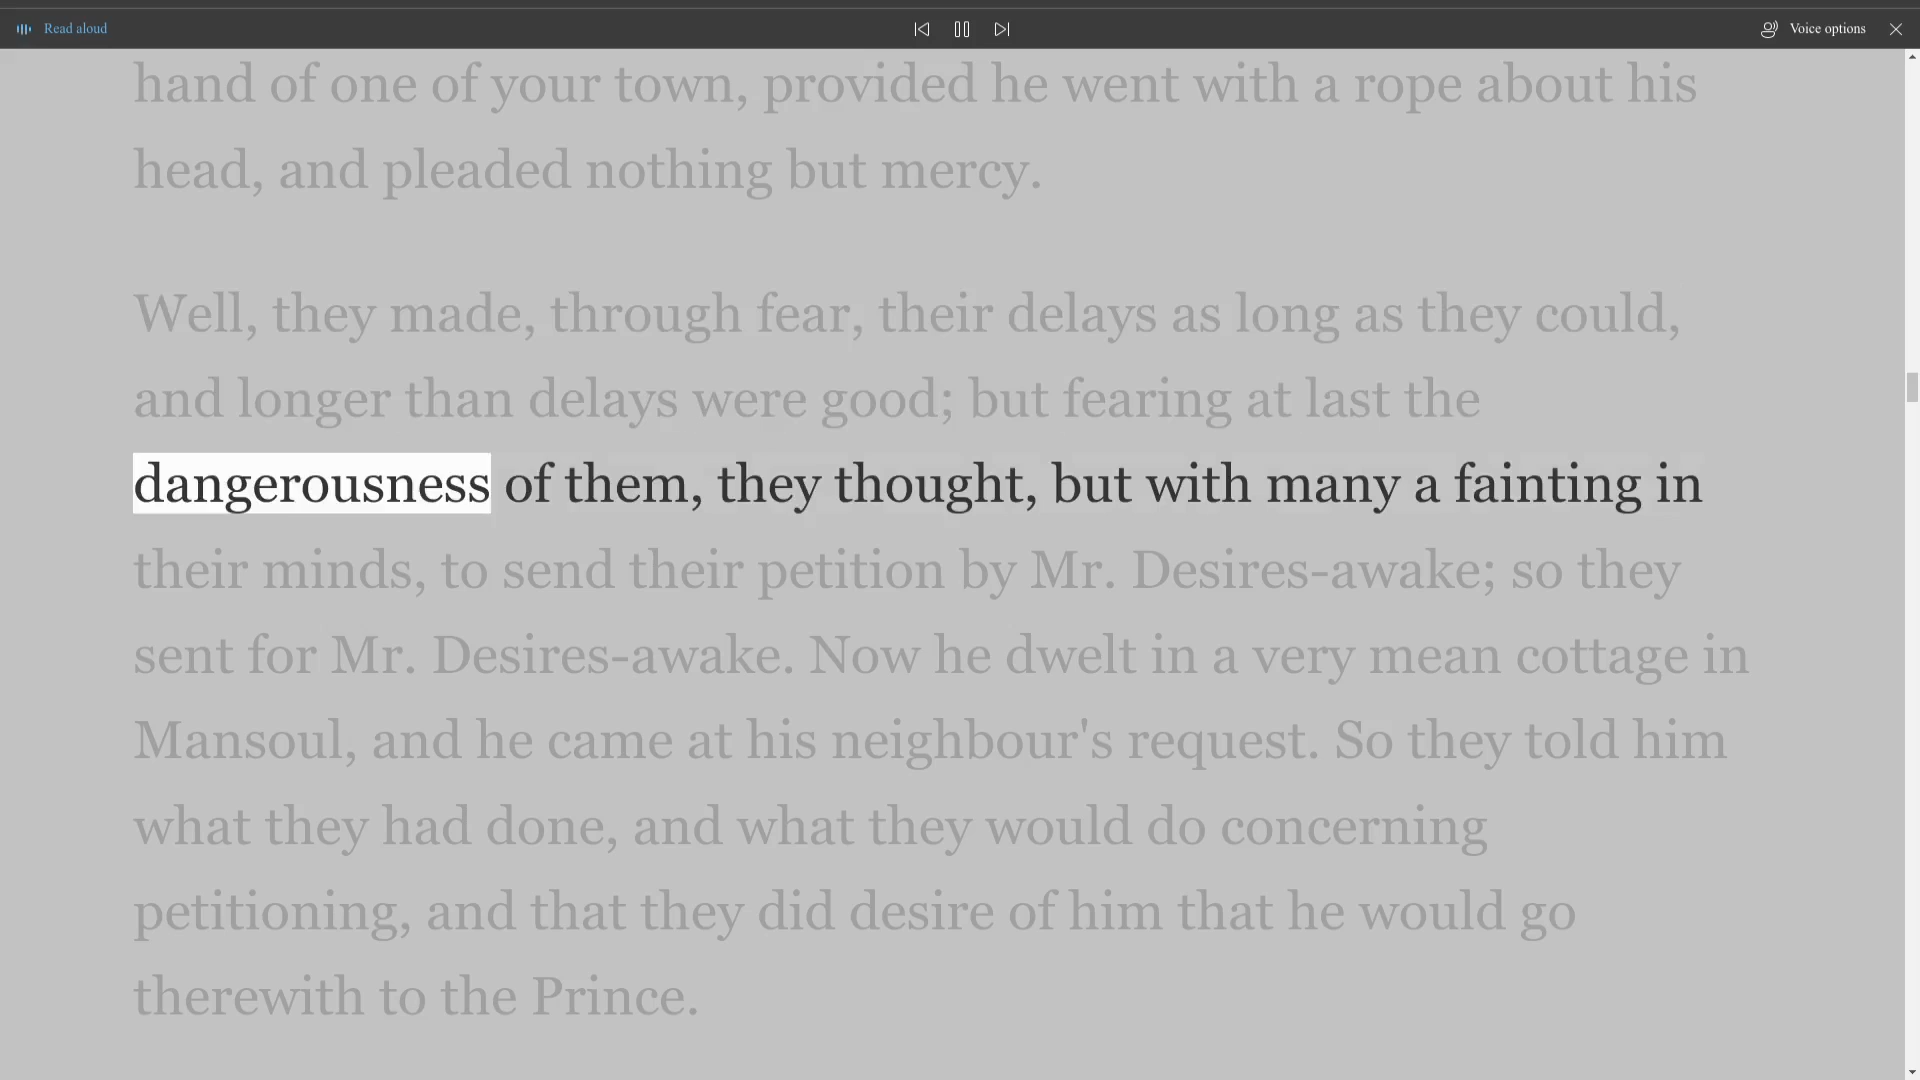 Read aloud
Voice options
hand of one of your town, provided he went with a rope about his
head, and pleaded nothing but mercy.
Well, they made, through fear, their delays as long as they could,
and longer than delays were good; but fearing at last the
dangerousness of them, they thought, but with many a fainting in
their minds, to send their petition by Mr. Desires-awake; so they
sent for Mr. Desires-awake. Now he dwelt in a very mean cottage in
Mansoul, and he came at his neighbour's request. So they told him
what they had done, and what they would do concerning
petitioning, and that they did desire of him that he would go
therewith to the Prince.